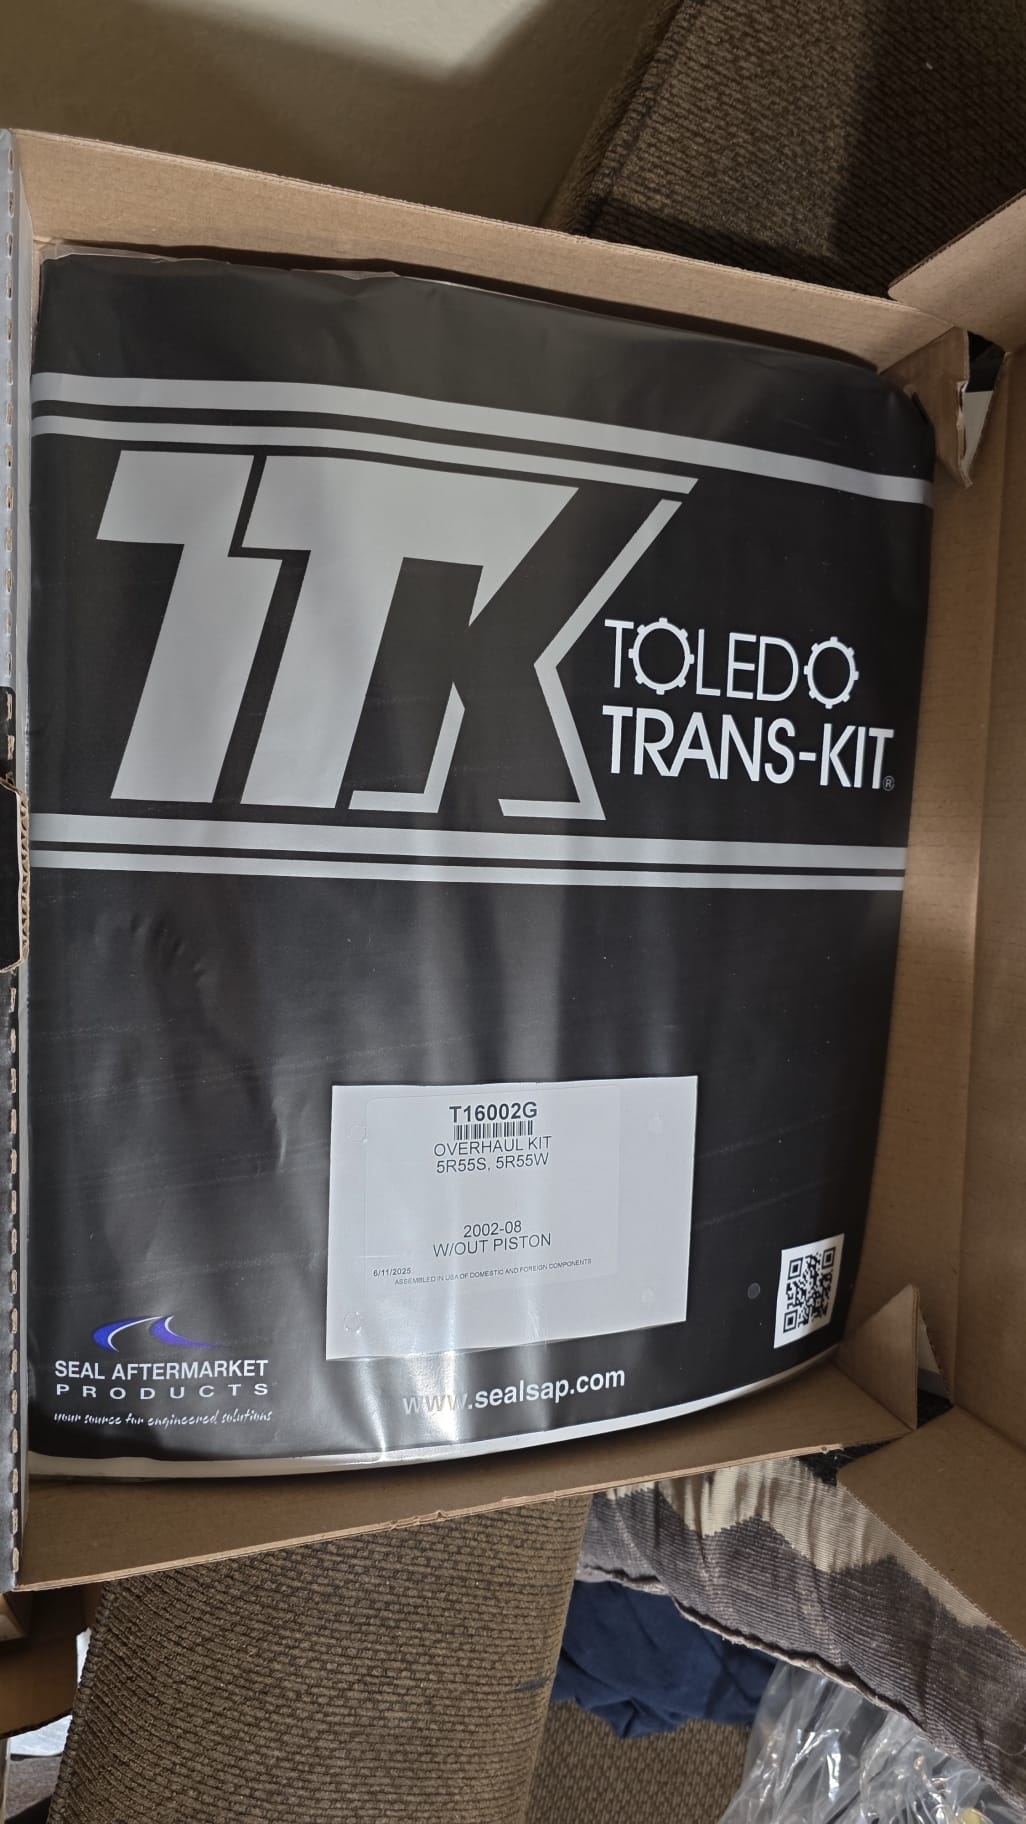 TTK
TOLEDO
TRANS-KIT®
T16002G
OVERHAUL KIT
5R55S, 5R55W
2002-08
W/OUT PISTON
6/11/2025
ASSEMBLED IN USA OF DOMESTIC AND FOREIGN COMPONENTS
SEAL AFTERMARKET
PRODUCTS
your source for engineered solutions
www.sealsap.com